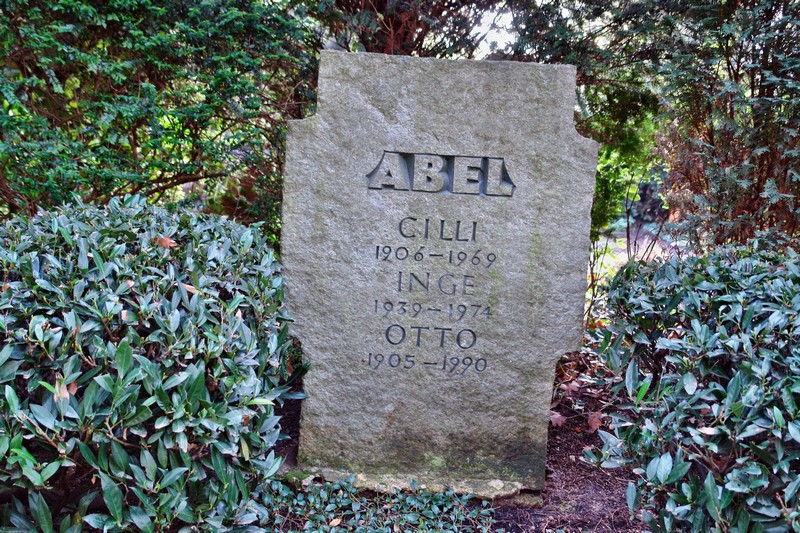 ABEL
CILLI
1906-1969
INGE
1939-1974
OTTO
1905-1990